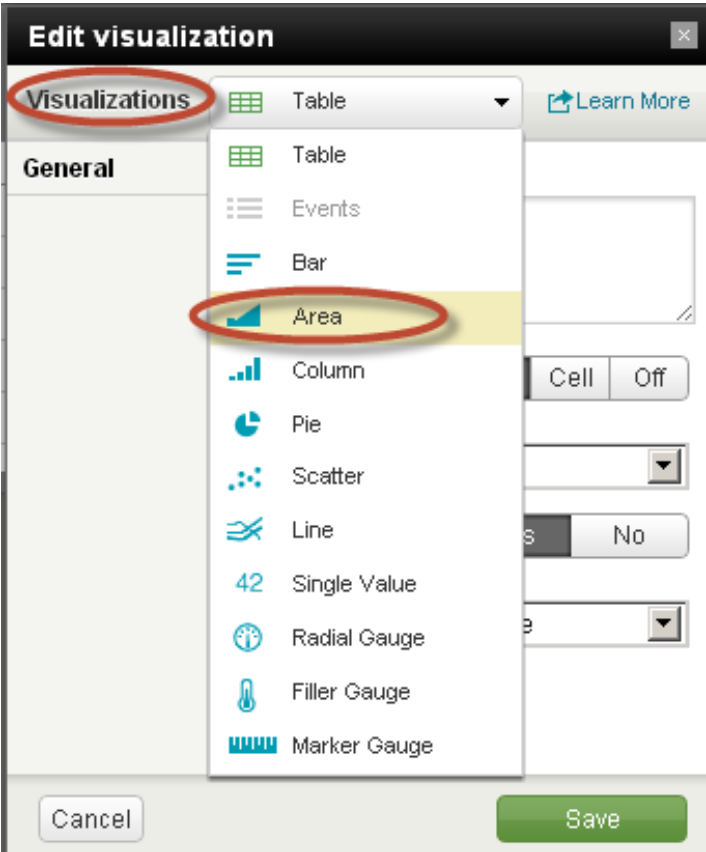 Edit visualization
Visualizations Table Learn More
General
Table
Events
Bar
Area
Column
Cell Off
Pie
Scatter
Line
s No
42 Single Value
Radial Gauge
e
Filler Gauge
Marker Gauge
Cancel Save